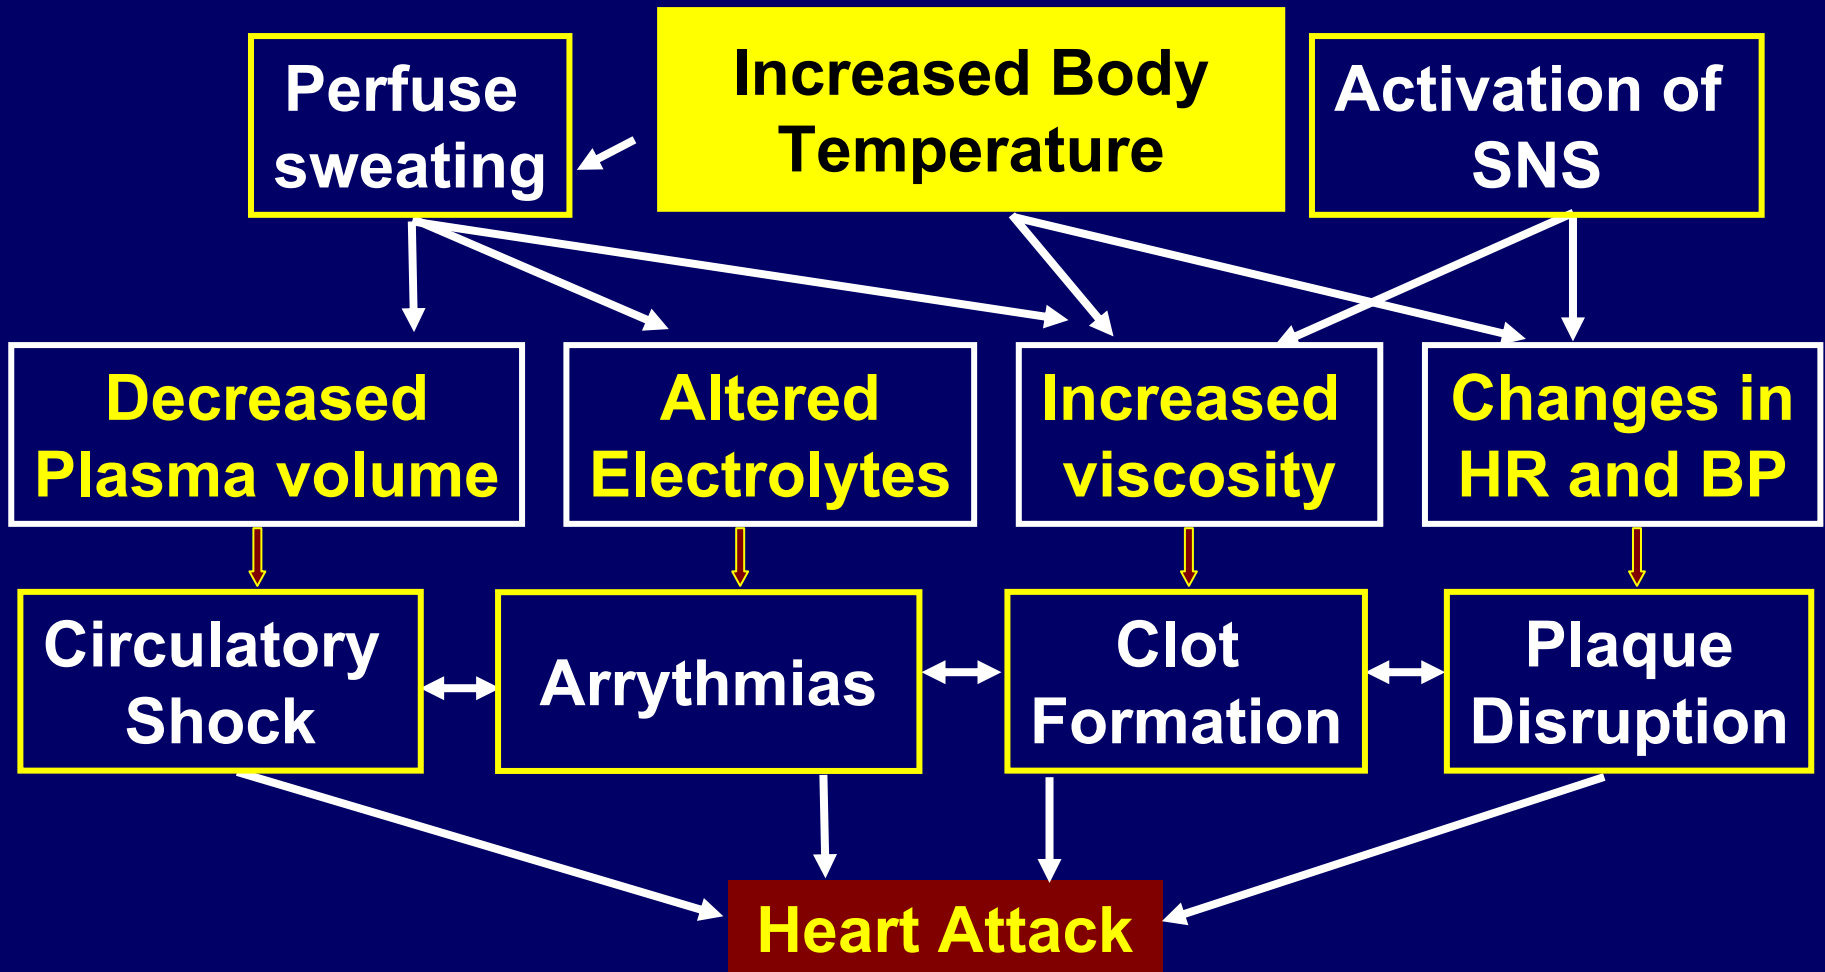 Perfuse
sweating
Increased Body
Temperature
Activation of
SNS
Decreased
Plasma volume
Altered
Electrolytes
Increased
viscosity
Changes in
HR and BP
Circulatory
Shock
Arrythmias
Clot
Formation
Plaque
Disruption
Heart Attack